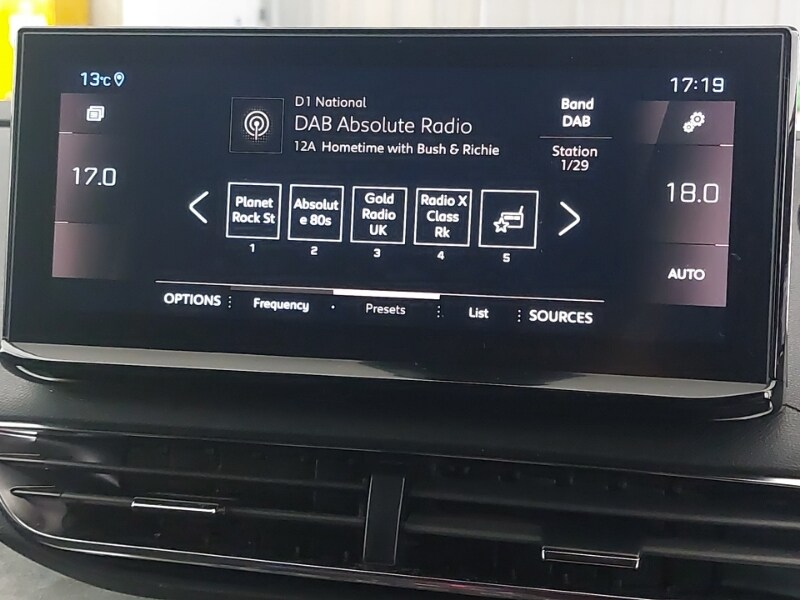 13°C
17:19
D1 National
DAB Absolute Radio
12A Hometime with Bush & Richie
Band
DAB
Station
1/29
17.0
18.0
AUTO
Planet
Rock St
1
Absolut
e 80s
2
Gold
Radio
UK
3
Radio X
Class
Rk
4
5
OPTIONS
Frequency
Presets
List
SOURCES